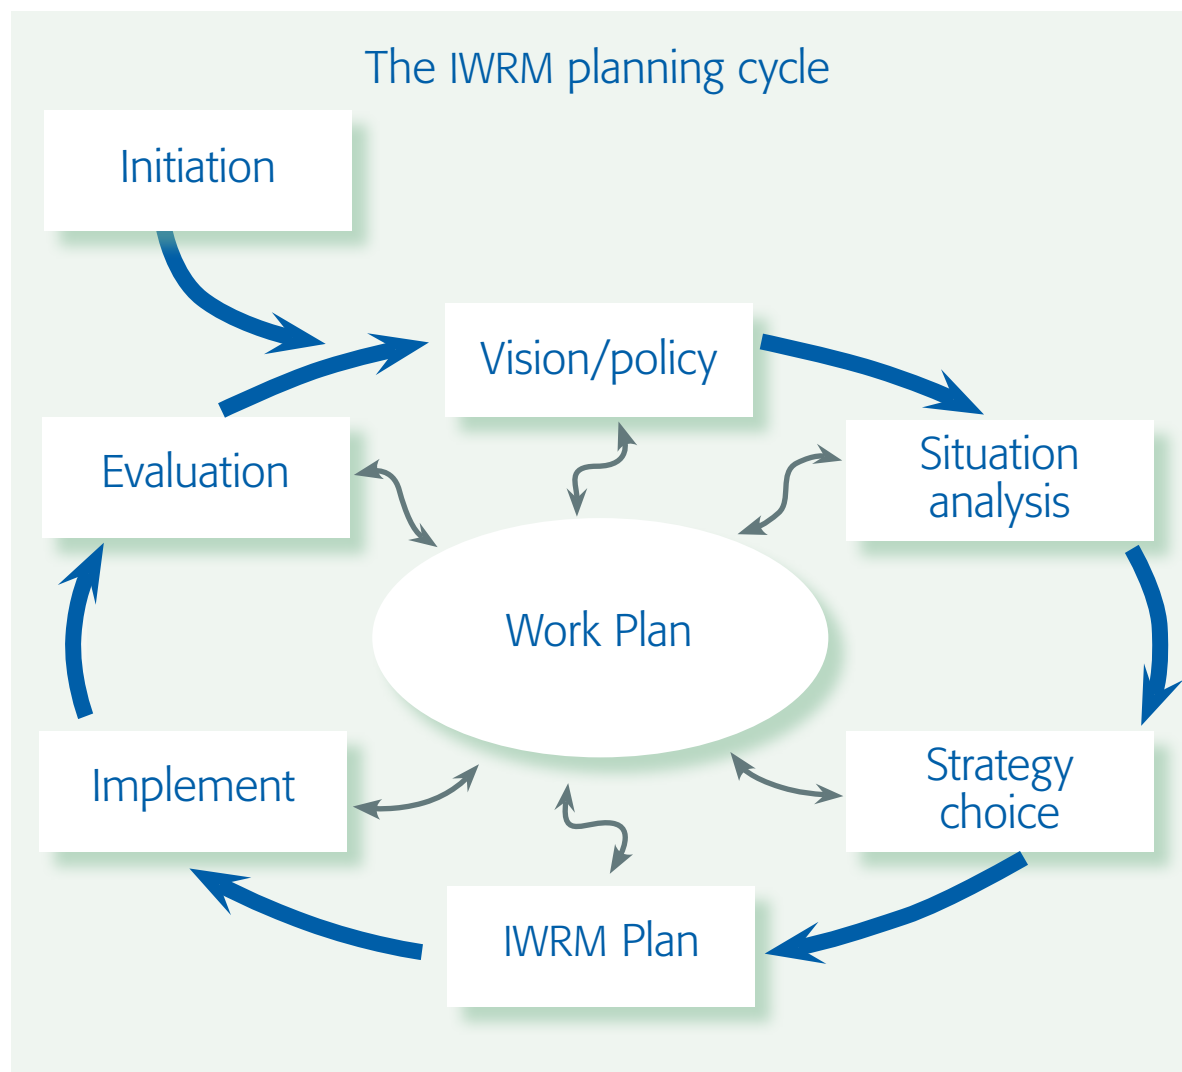 The IWRM planning cycle
Initiation
Vision/policy
Evaluation
Situation
analysis
Work Plan
Implement
Strategy
choice
IWRM Plan